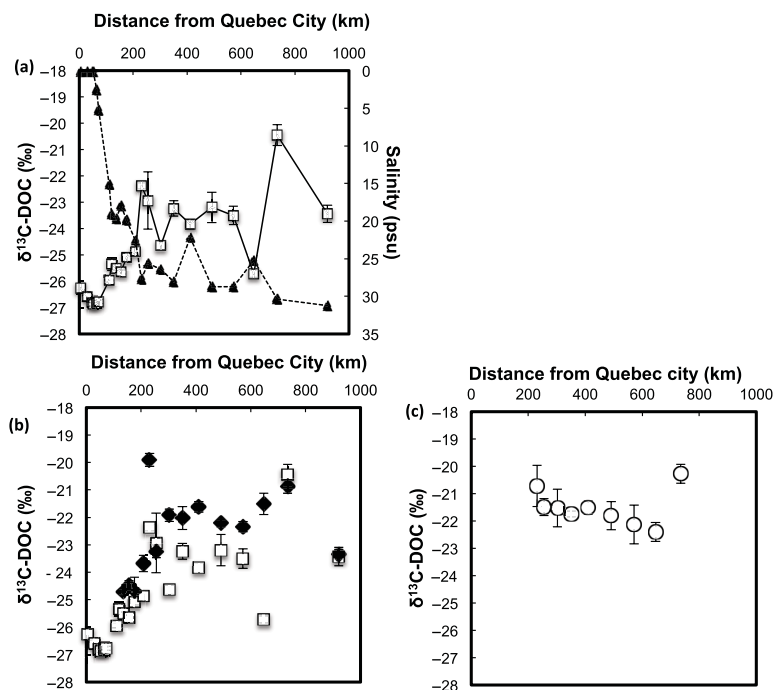 Distance from Quebec City (km)
0 200 400 600 800 1000
(a)
–18 –19 –20 –21 –22 –23 –24 –25 –26 –27 –28
δ13C-DOC (‰)
0 5 10 15 20 25 30 35
Salinity (psu)
Distance from Quebec City (km)
0 200 400 600 800 1000
(b)
–18 –19 –20 –21 –22 –23 - 24 –25 –26 –27 –28
δ13C-DOC (‰)
Distance from Quebec city (km)
0 200 400 600 800 1000
(c)
–18 –19 –20 –21 –22 –23 –24 –25 –26 –27 –28
δ13C-DOC (‰)